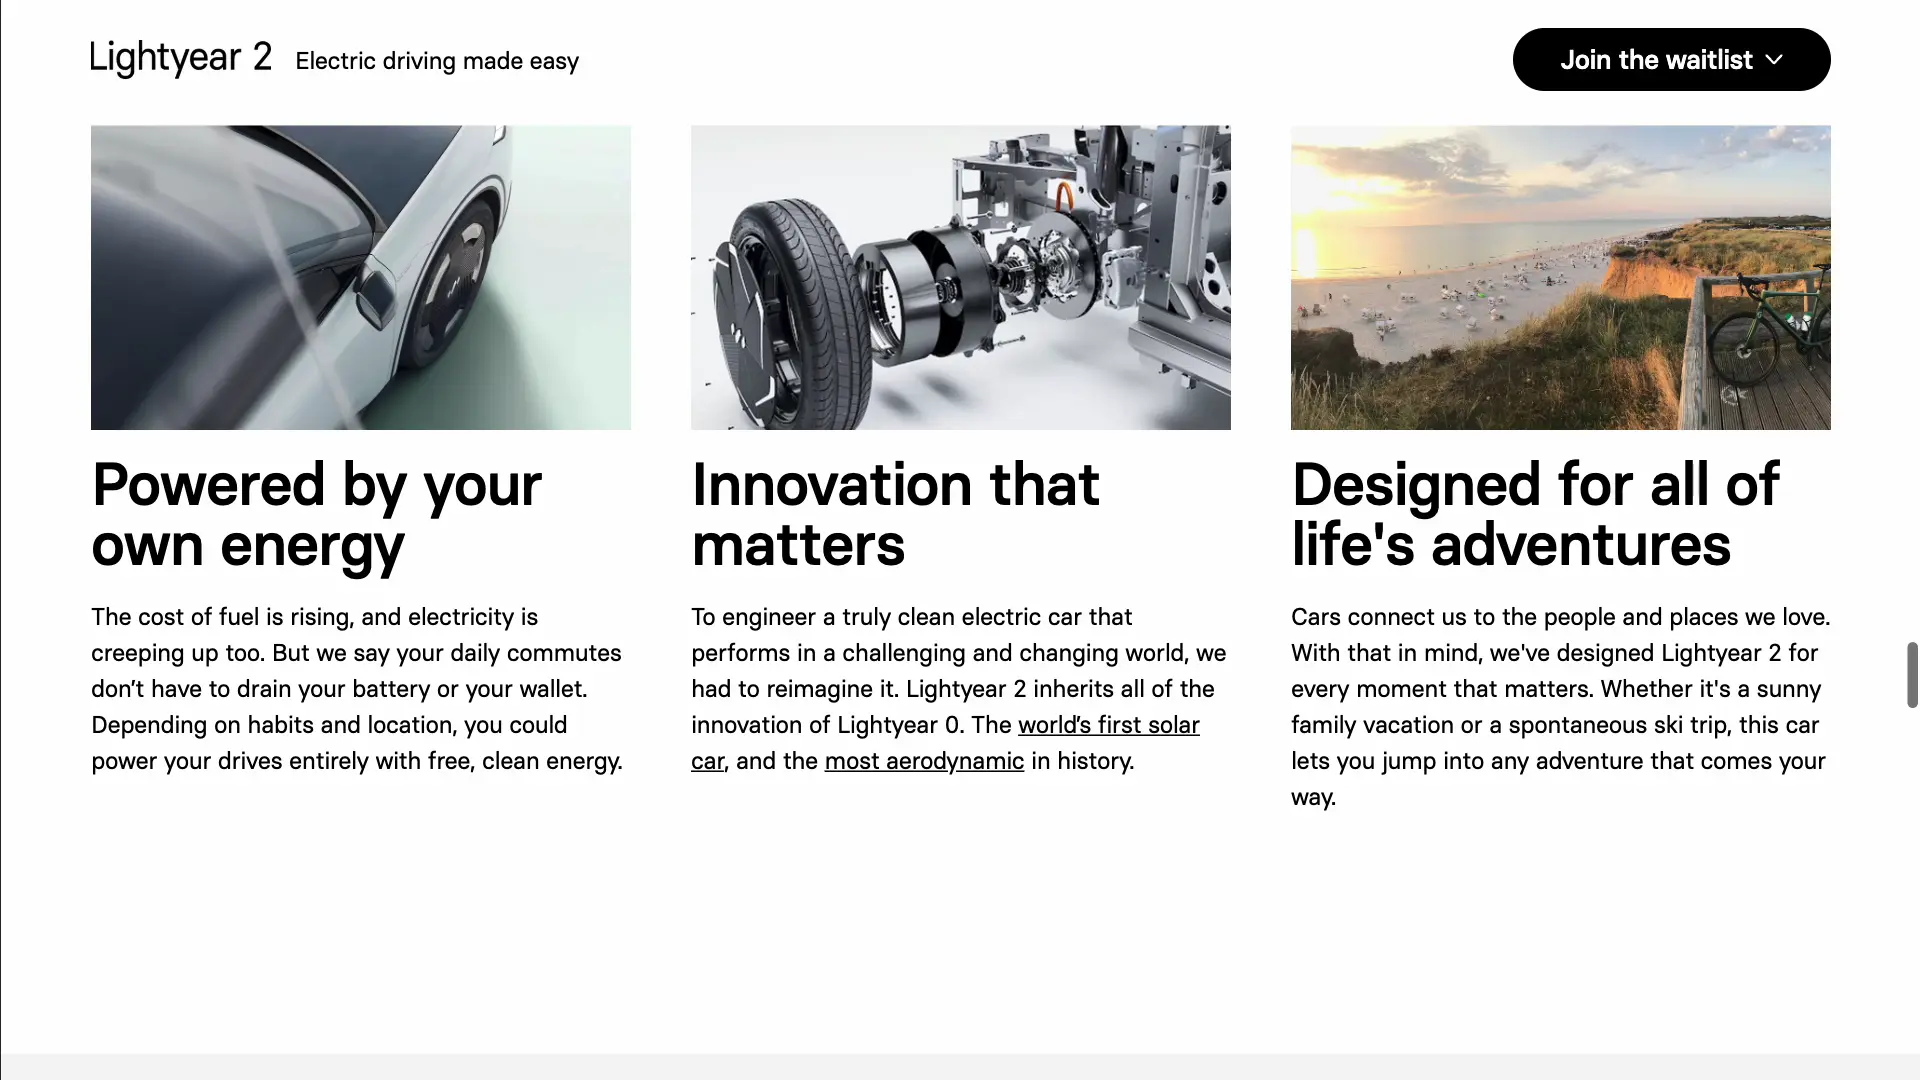 Lightyear 2 Electric driving made easy
Join the waitlist
Powered by your
own energy
The cost of fuel is rising, and electricity is
creeping up too. But we say your daily commutes
don’t have to drain your battery or your wallet.
Depending on habits and location, you could
power your drives entirely with free, clean energy.
Innovation that
matters
To engineer a truly clean electric car that
performs in a challenging and changing world, we
had to reimagine it. Lightyear 2 inherits all of the
innovation of Lightyear 0. The world’s first solar
car, and the most aerodynamic in history.
Designed for all of
life's adventures
Cars connect us to the people and places we love.
With that in mind, we've designed Lightyear 2 for
every moment that matters. Whether it's a sunny
family vacation or a spontaneous ski trip, this car
lets you jump into any adventure that comes your
way.